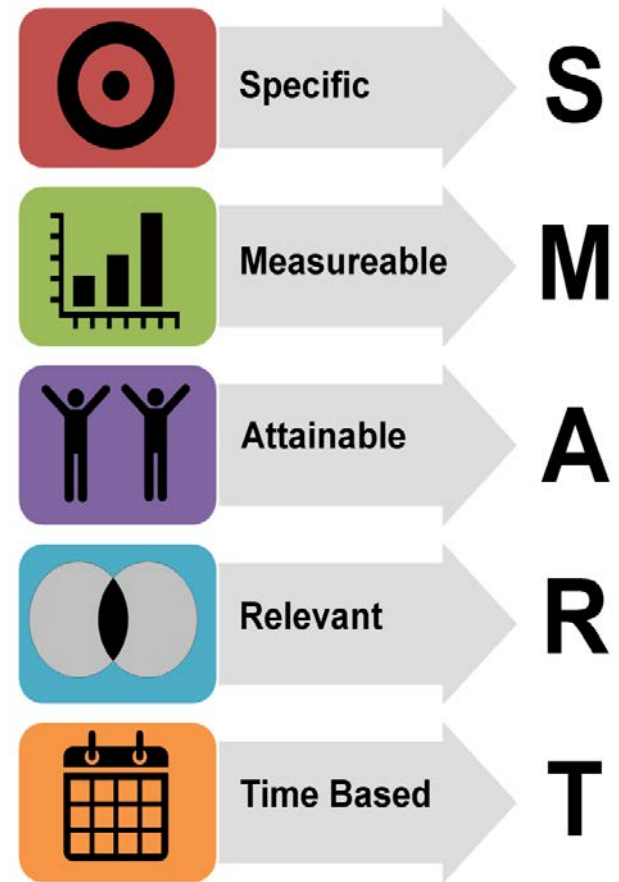 Specific S
Measureable M
Attainable A
Relevant R
Time Based T